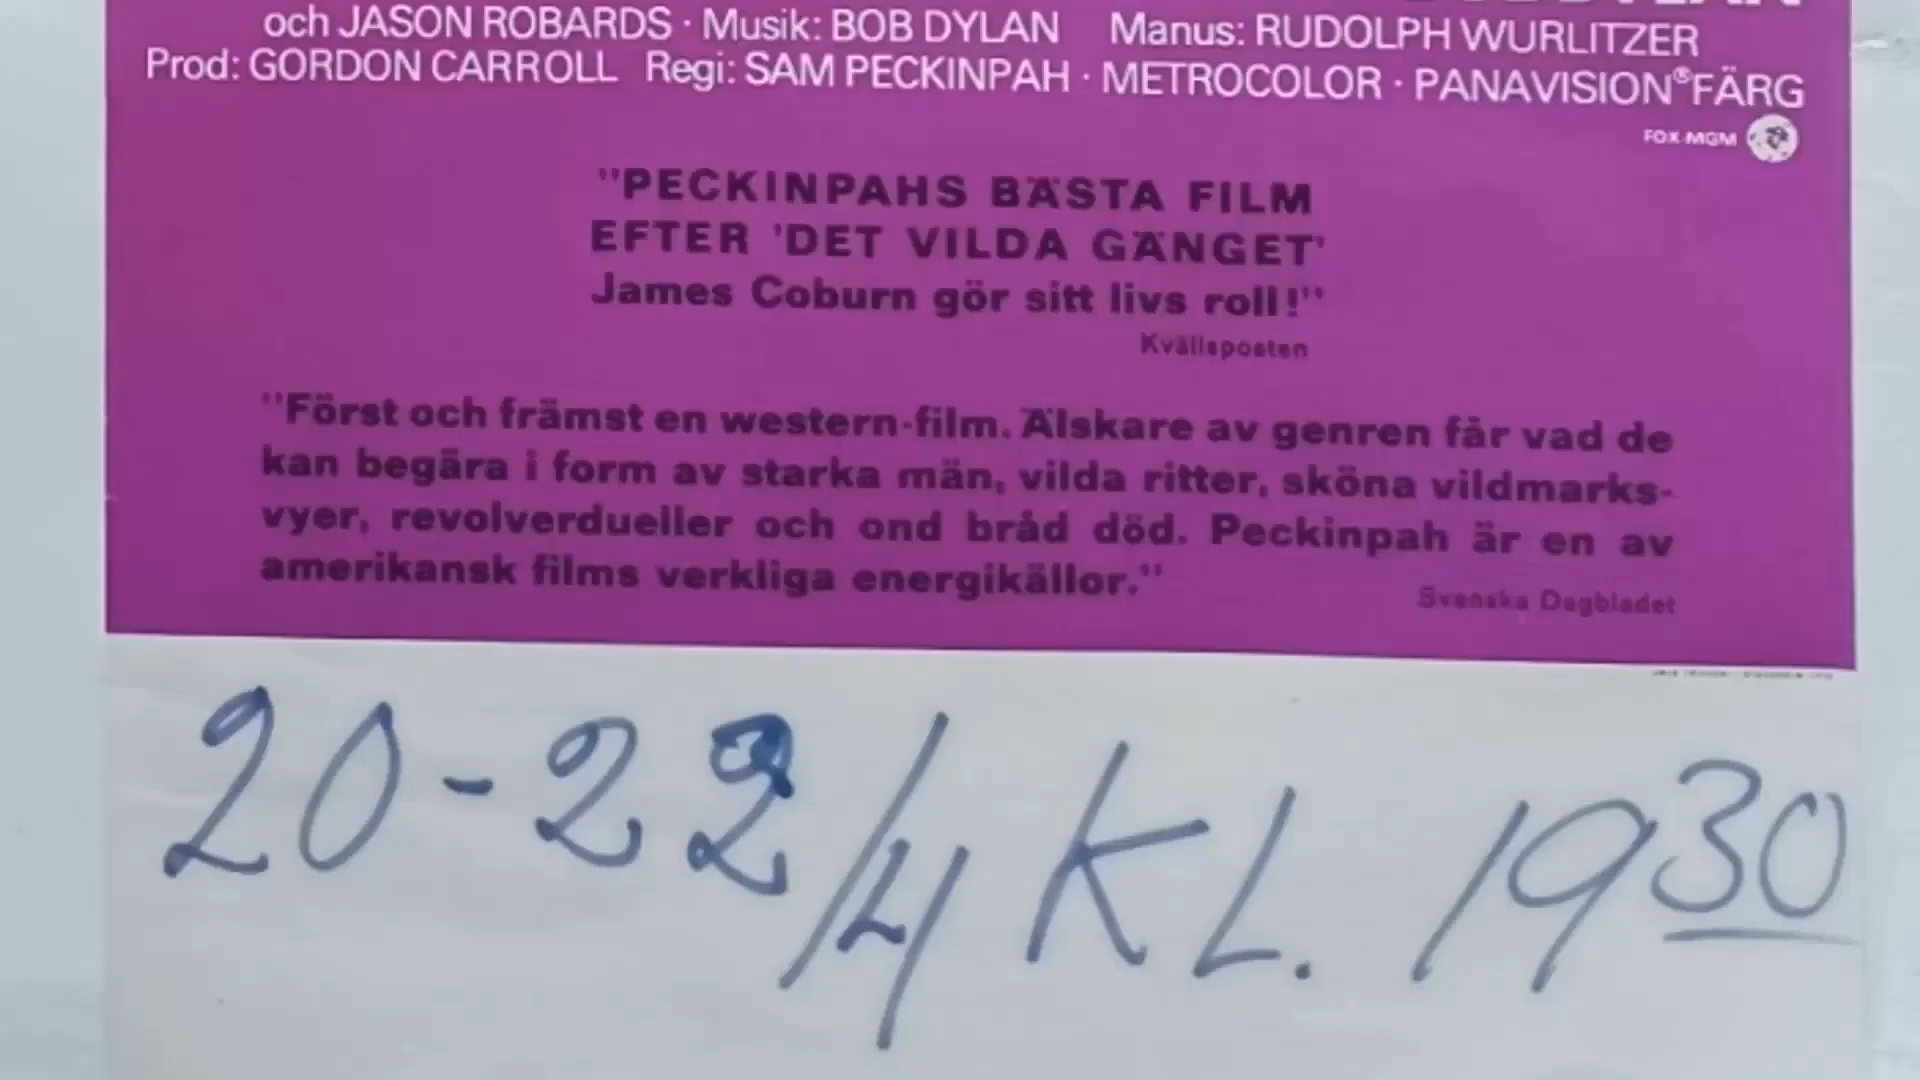 och JASON ROBARDS · Musik: BOB DYLAN Manus: RUDOLPH WURLITZER
Prod: GORDON CARROLL Regi: SAM PECKINPAH · METROCOLOR · PANAVISION® FÄRG
FOX-MGM
"PECKINPAHS BÄSTA FILM
EFTER 'DET VILDA GÄNGET'
James Coburn gör sitt livs roll!"
Kvällsposten
"Först och främst en western-film. Älskare av genren får vad de
kan begära i form av starka män, vilda ritter, sköna vildmarks-
vyer, revolverdueller och ond bråd död. Peckinpah är en av
amerikansk films verkliga energikällor."
Svenska Dagbladet
20-22/4 KL. 19 30